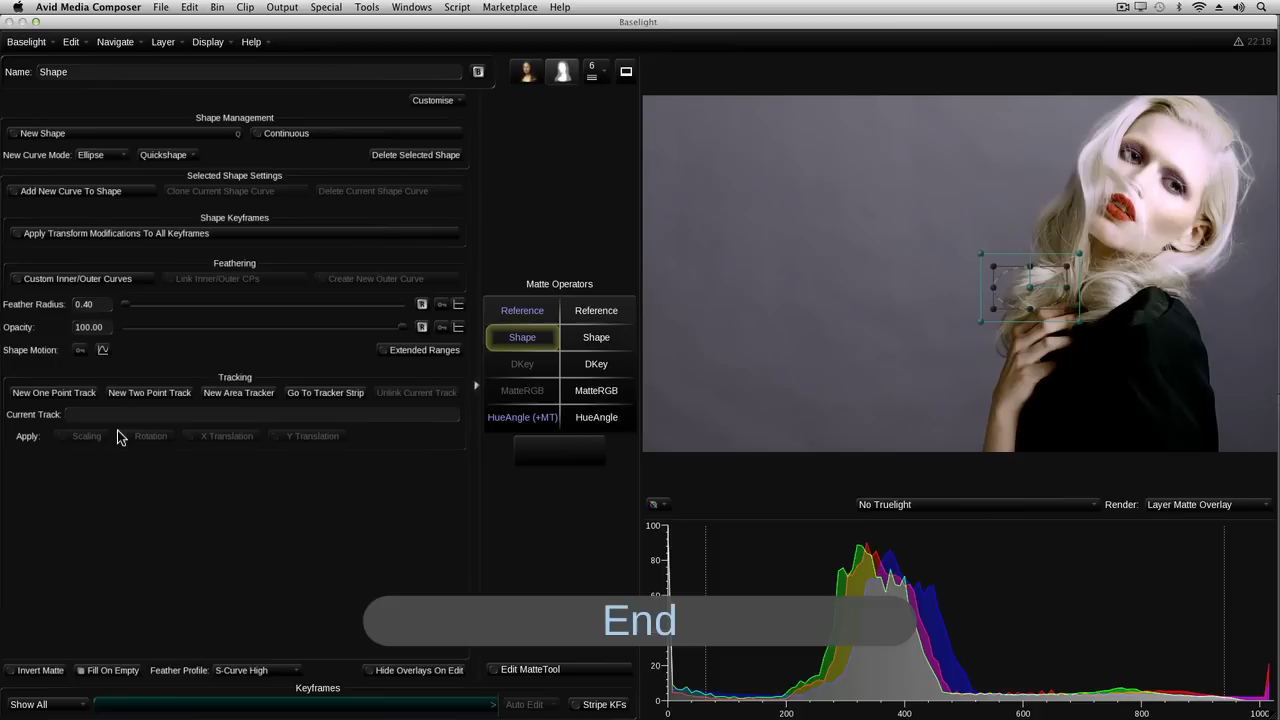 Avid Media Composer File Edit Bin Clip Output Special Tools Windows Script Marketplace Help
Baselight
Baselight Edit Navigate Layer Display Help 22:18
Name: Shape B 6
Customise
Shape Management
New Shape Q Continuous
New Curve Mode: Ellipse Quickshape Delete Selected Shape
Selected Shape Settings
Add New Curve To Shape Clone Current Shape Curve Delete Current Shape Curve
Shape Keyframes
Apply Transform Modifications To All Keyframes
Feathering
Custom Inner/Outer Curves Link Inner/Outer CPs Create New Outer Curve
Feather Radius: 0.40 R
Opacity: 100.00 R
Shape Motion: Extended Ranges
Tracking
New One Point Track New Two Point Track New Area Tracker Go To Tracker Strip Unlink Current Track
Current Track:
Apply: Scaling Rotation X Translation Y Translation
Matte Operators
Reference Reference
Shape Shape
DKey DKey
MatteRGB MatteRGB
HueAngle (+MT) HueAngle
No Truelight Render: Layer Matte Overlay
100
80
60
40
20
0
0 200 400 600 800 1000
End
Invert Matte Fill On Empty Feather Profile: S-Curve High Hide Overlays On Edit Edit MatteTool
Keyframes
Show All > Auto Edit Stripe KFs